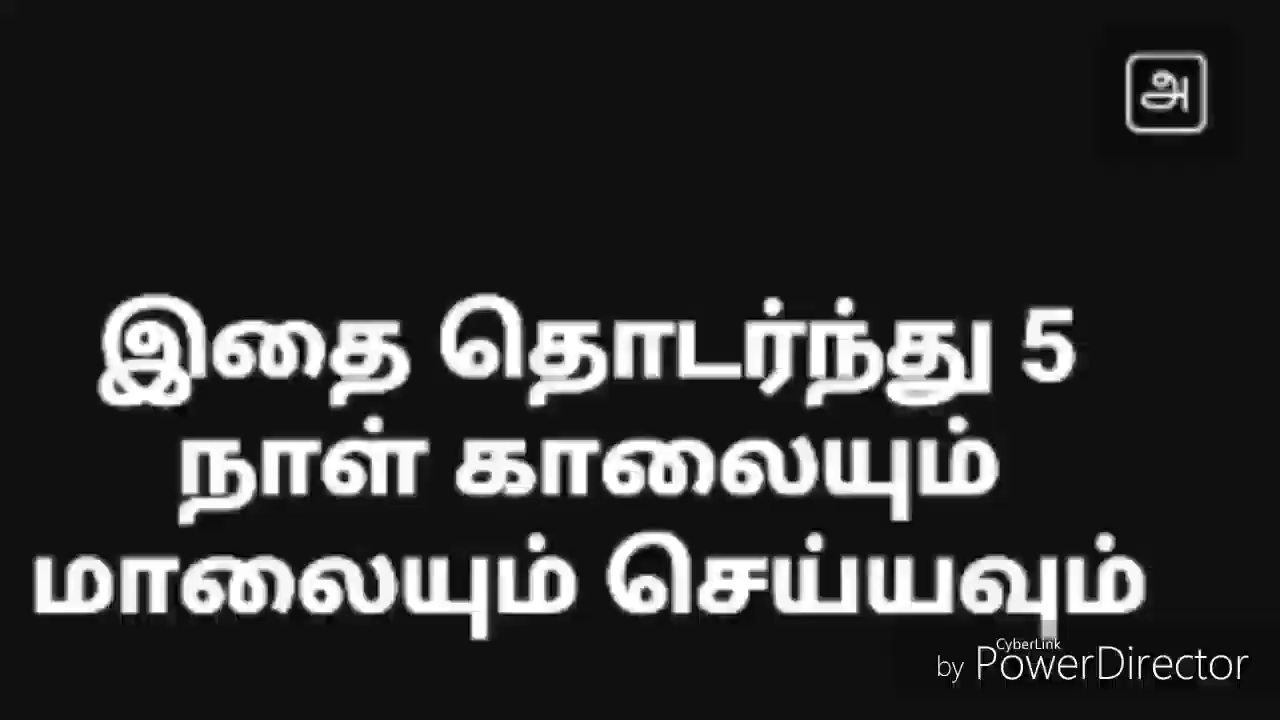 அ
இதை தொடர்ந்து 5
நாள் காலையும்
மாலையும் செய்யவும்
CyberLink
by PowerDirector